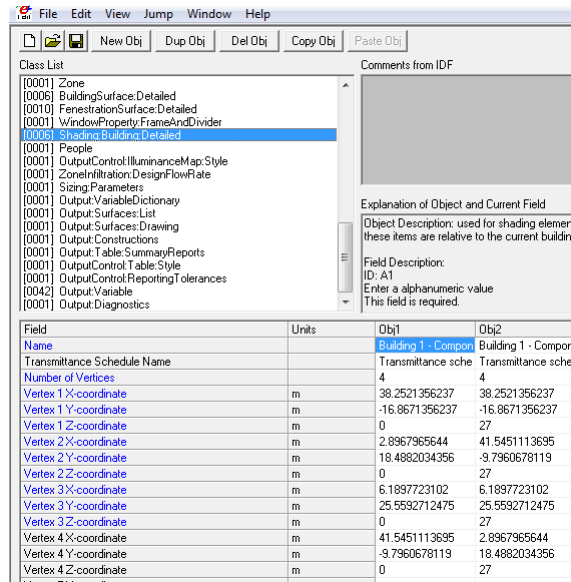 File Edit View Jump Window Help
New Obj Dup Obj Del Obj Copy Obj Paste Obj
Class List
[0001] Zone
[0006] BuildingSurface:Detailed
[0010] FenestrationSurface:Detailed
[0001] WindowProperty:FrameAndDivider
[0006] Shading:Building:Detailed
[0001] People
[0001] OutputControl:IlluminanceMap:Style
[0001] ZoneInfiltration:DesignFlowRate
[0001] Sizing:Parameters
[0001] Output:VariableDictionary
[0001] Output:Surfaces:List
[0001] Output:Surfaces:Drawing
[0001] Output:Constructions
[0001] Output:Table:SummaryReports
[0001] OutputControl:Table:Style
[0001] OutputControl:ReportingTolerances
[0042] Output:Variable
[0001] Output:Diagnostics
Comments from IDF
Explanation of Object and Current Field
Object Description: used for shading elemen
these items are relative to the current buildin
Field Description:
ID: A1
Enter a alphanumeric value
This field is required.
Field Units Obj1 Obj2
Name Building 1 - Compon Building 1 - Compor
Transmittance Schedule Name Transmittance sche Transmittance sche
Number of Vertices 4 4
Vertex 1 X-coordinate m 38.2521356237 38.2521356237
Vertex 1 Y-coordinate m -16.8671356237 -16.8671356237
Vertex 1 Z-coordinate m 0 27
Vertex 2 X-coordinate m 2.8967965644 41.5451113695
Vertex 2 Y-coordinate m 18.4882034356 -9.7960678119
Vertex 2 Z-coordinate m 0 27
Vertex 3 X-coordinate m 6.1897723102 6.1897723102
Vertex 3 Y-coordinate m 25.5592712475 25.5592712475
Vertex 3 Z-coordinate m 0 27
Vertex 4 X-coordinate m 41.5451113695 2.8967965644
Vertex 4 Y-coordinate m -9.7960678119 18.4882034356
Vertex 4 Z-coordinate m 0 27